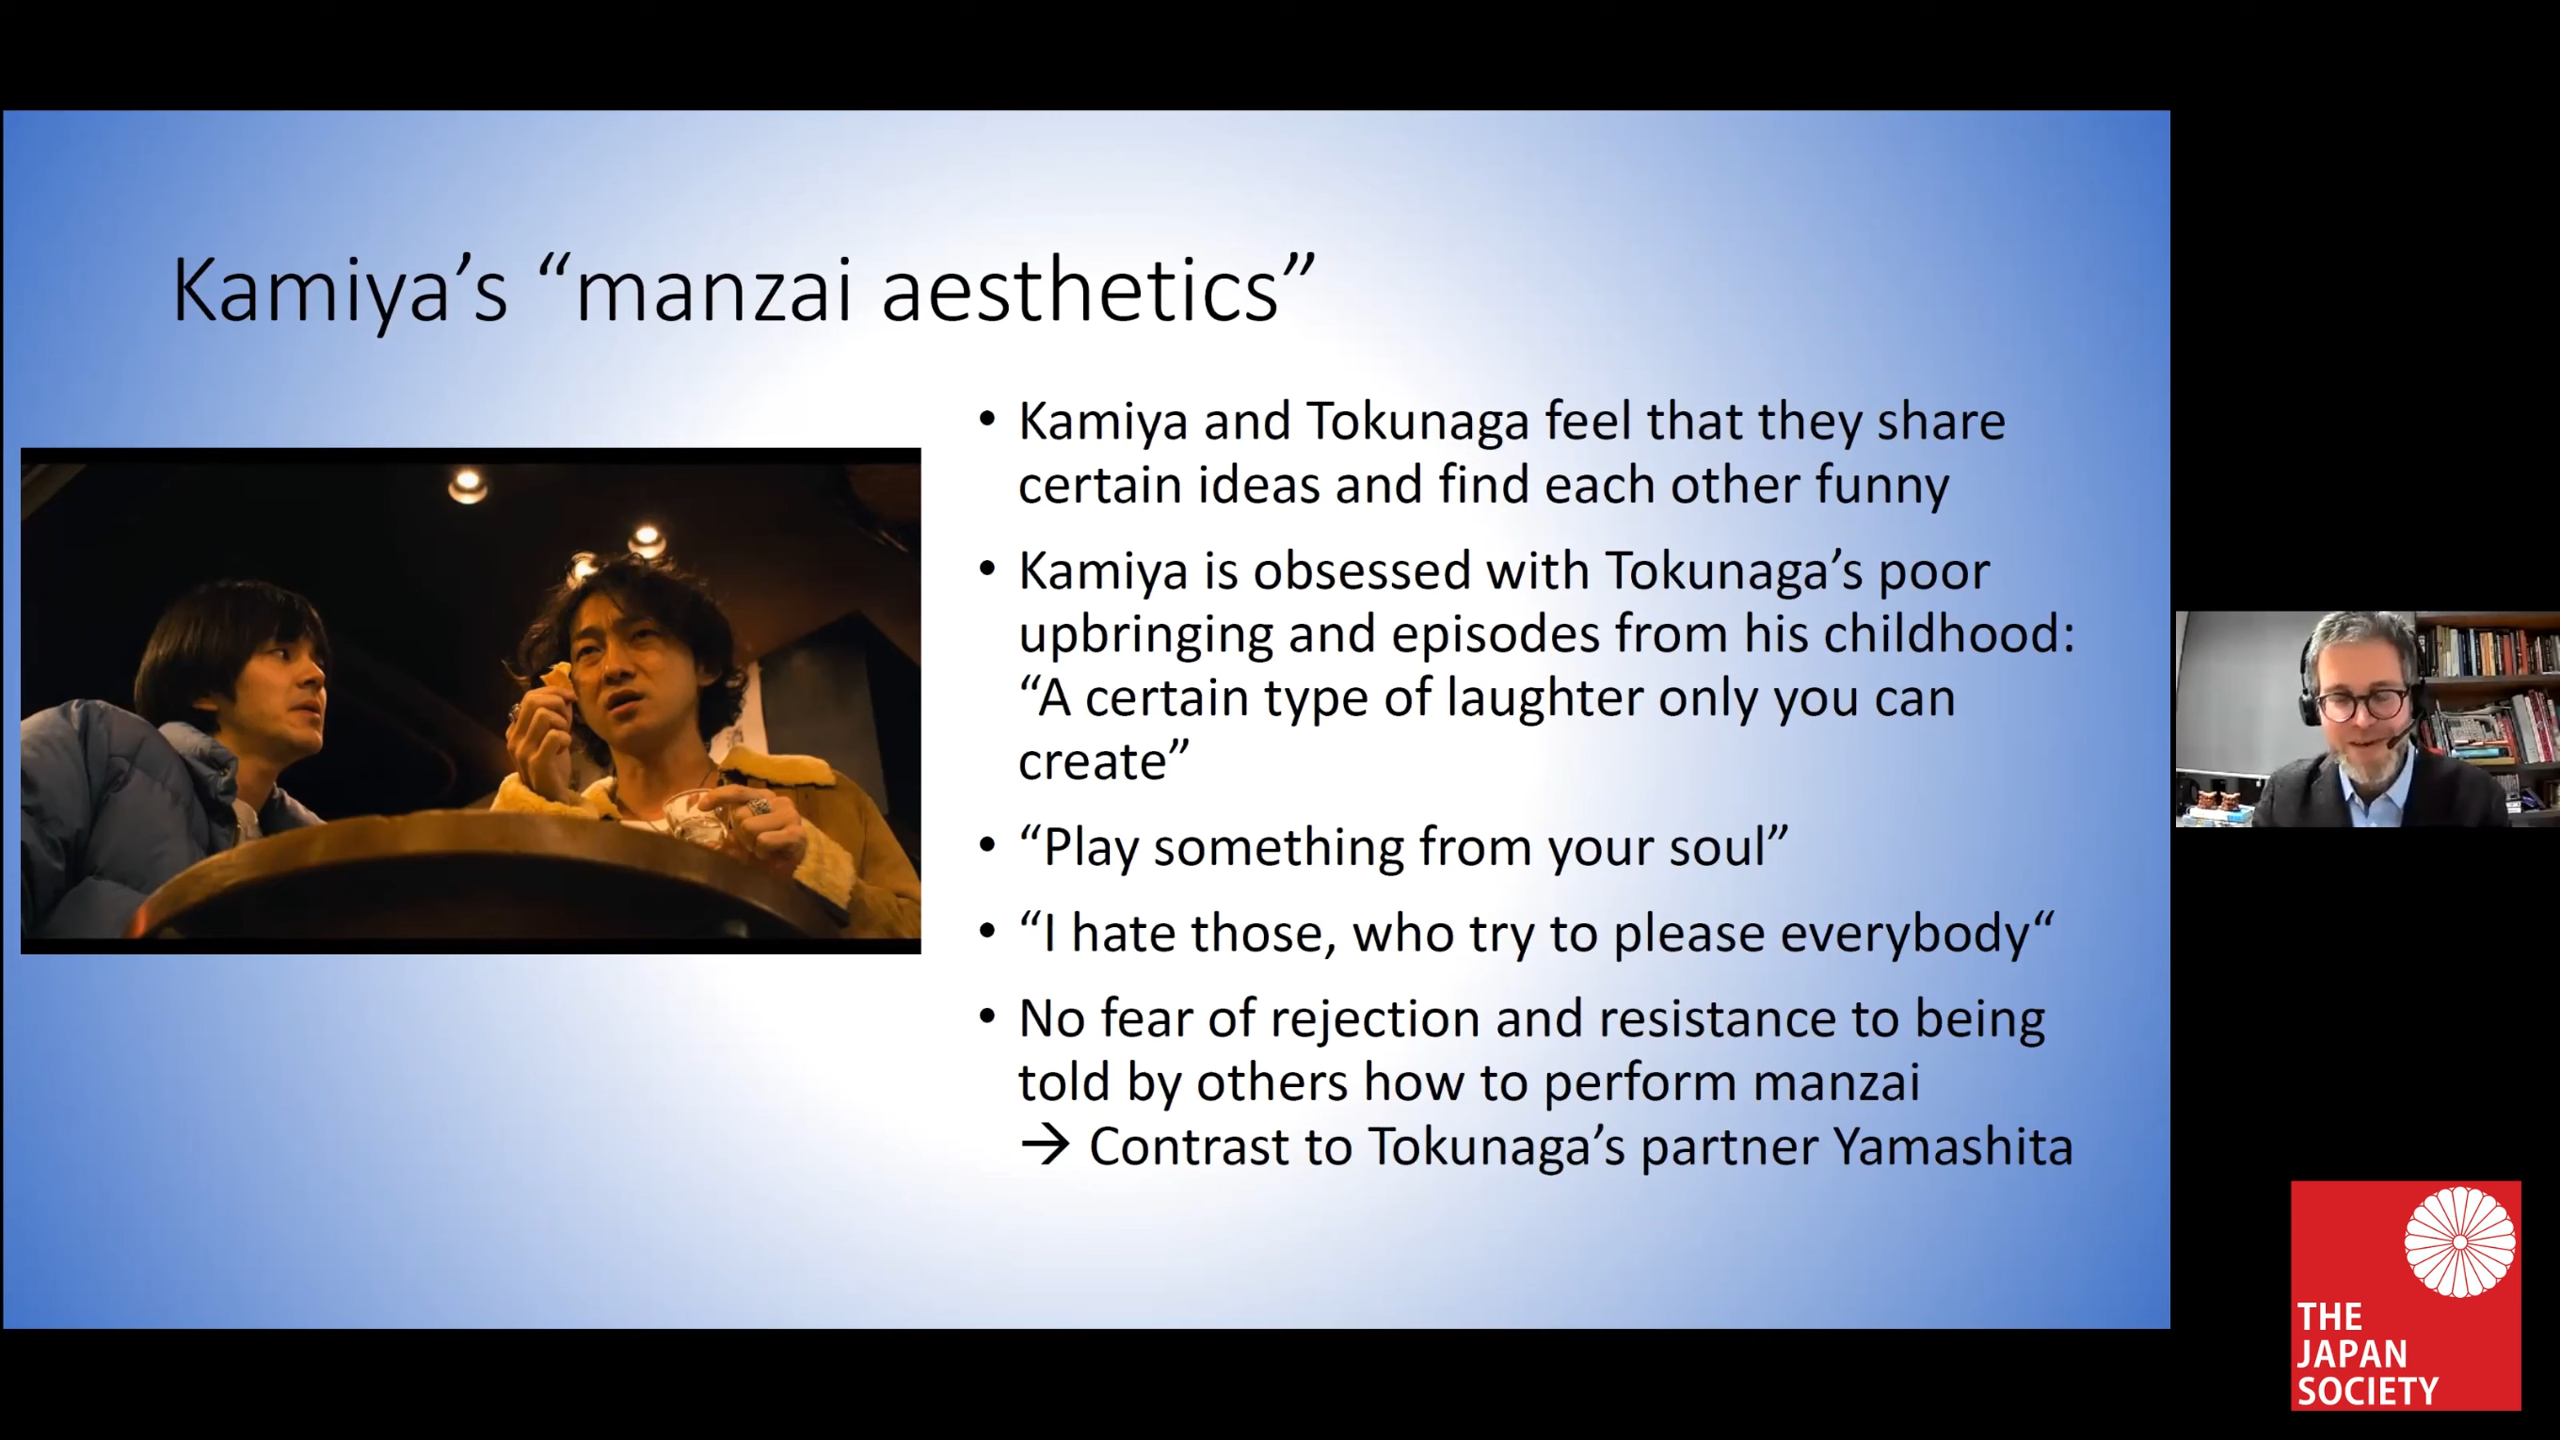 Kamiya’s “manzai aesthetics”
• Kamiya and Tokunaga feel that they share
certain ideas and find each other funny
• Kamiya is obsessed with Tokunaga’s poor
upbringing and episodes from his childhood:
“A certain type of laughter only you can
create”
• “Play something from your soul”
• “I hate those, who try to please everybody“
• No fear of rejection and resistance to being
told by others how to perform manzai
→ Contrast to Tokunaga’s partner Yamashita
THE
JAPAN
SOCIETY